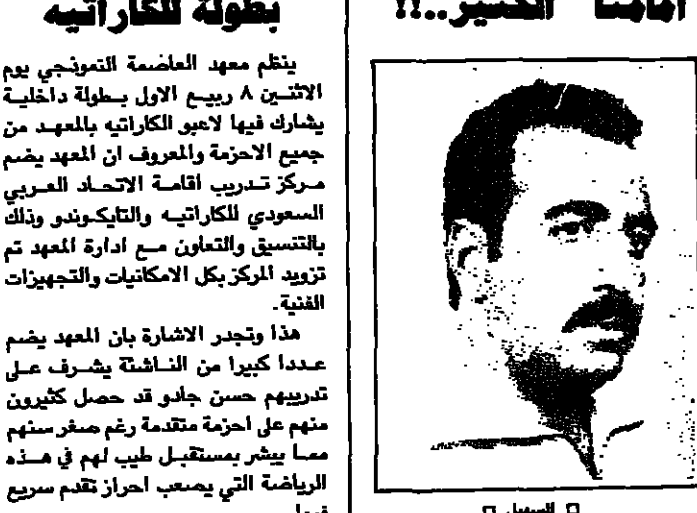 بطولة للكاراتيه
ينظم معهد العاضمة النموذجي يوم
الاثنين ٨ ربيع الاول بطولة داخلية
يشارك فيها لاعبو الكاراتيه بالمعهد من
جميع الاحزمة والمعروف ان المعهد يضم
مركز تدريب اقامة الاتحاد العربي
السعودي للكاراتيه والتايكوندو وذلك
بالتنسيق والتعاون مع ادارة المعهد تم
تزويد المركز بكل الامكانيات والتجهيزات
الفنية.
هذا وتجدر الاشارة بان المعهد يضم
عددا كبيرا من الناشئة يشرف على
تدريبهم حسن جادو قد حصل كثيرون
منهم على احزمة متقدمة رغم صغر سنهم
مما يبشر بمستقبل طيب لهم في هذه
الرياضة التي يصعب احراز تقدم سريع
أمامنا الكثير..!!